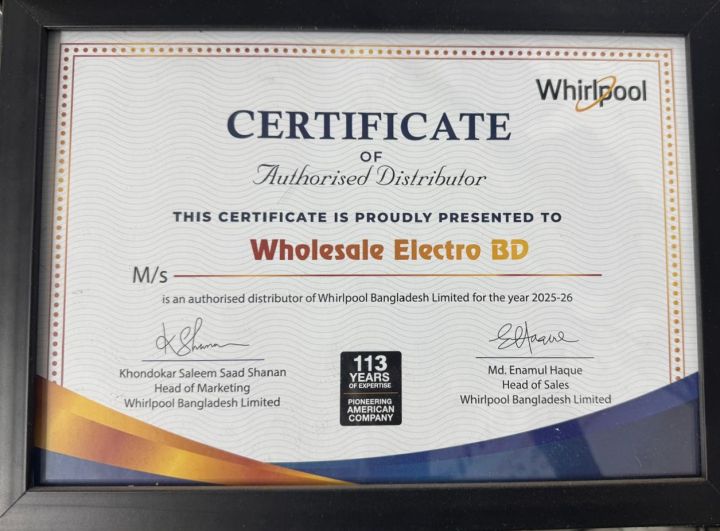 Whirlpool
CERTIFICATE
OF
Authorised Distributor
THIS CERTIFICATE IS PROUDLY PRESENTED TO
Wholesale Electro BD
M/s
is an authorised distributor of Whirlpool Bangladesh Limited for the year 2025-26
K Shanan
Khondokar Saleem Saad Shanan
Head of Marketing
Whirlpool Bangladesh Limited
113
YEARS
OF EXPERTISE
PIONEERING
AMERICAN
COMPANY
EHaque
Md. Enamul Haque
Head of Sales
Whirlpool Bangladesh Limited